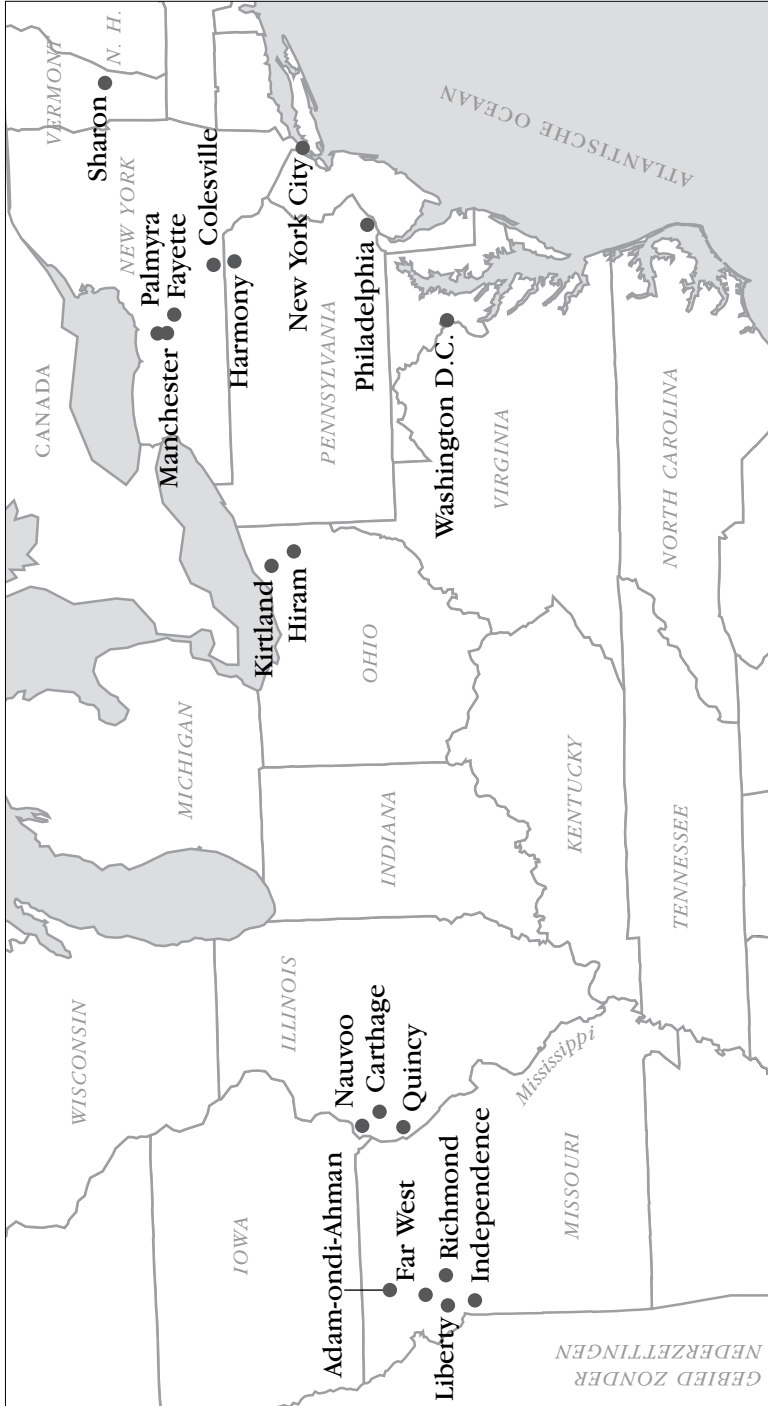 CANADA
VERMONT
N. H.
Sharon
NEW YORK
Palmyra
Fayette
Manchester
Colesville
Harmony
New York City
PENNSYLVANIA
Philadelphia
Washington D.C.
ATLANTISCHE OCEAAN
VIRGINIA
NORTH CAROLINA
MICHIGAN
Kirtland
Hiram
OHIO
INDIANA
KENTUCKY
TENNESSEE
WISCONSIN
ILLINOIS
Nauvoo
Carthage
Quincy
Mississippi
IOWA
Adam-ondi-Ahman
Far West
Richmond
Liberty
Independence
MISSOURI
GEBIED ZONDER
NEDERZETTINGEN